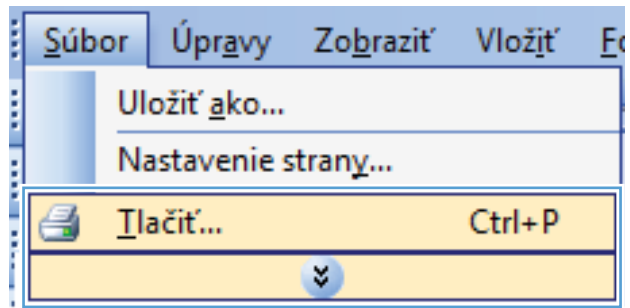 Súbor Úpravy Zobraziť Vložiť
Uložiť ako...
Nastavenie strany...
Tlačiť... Ctrl+P